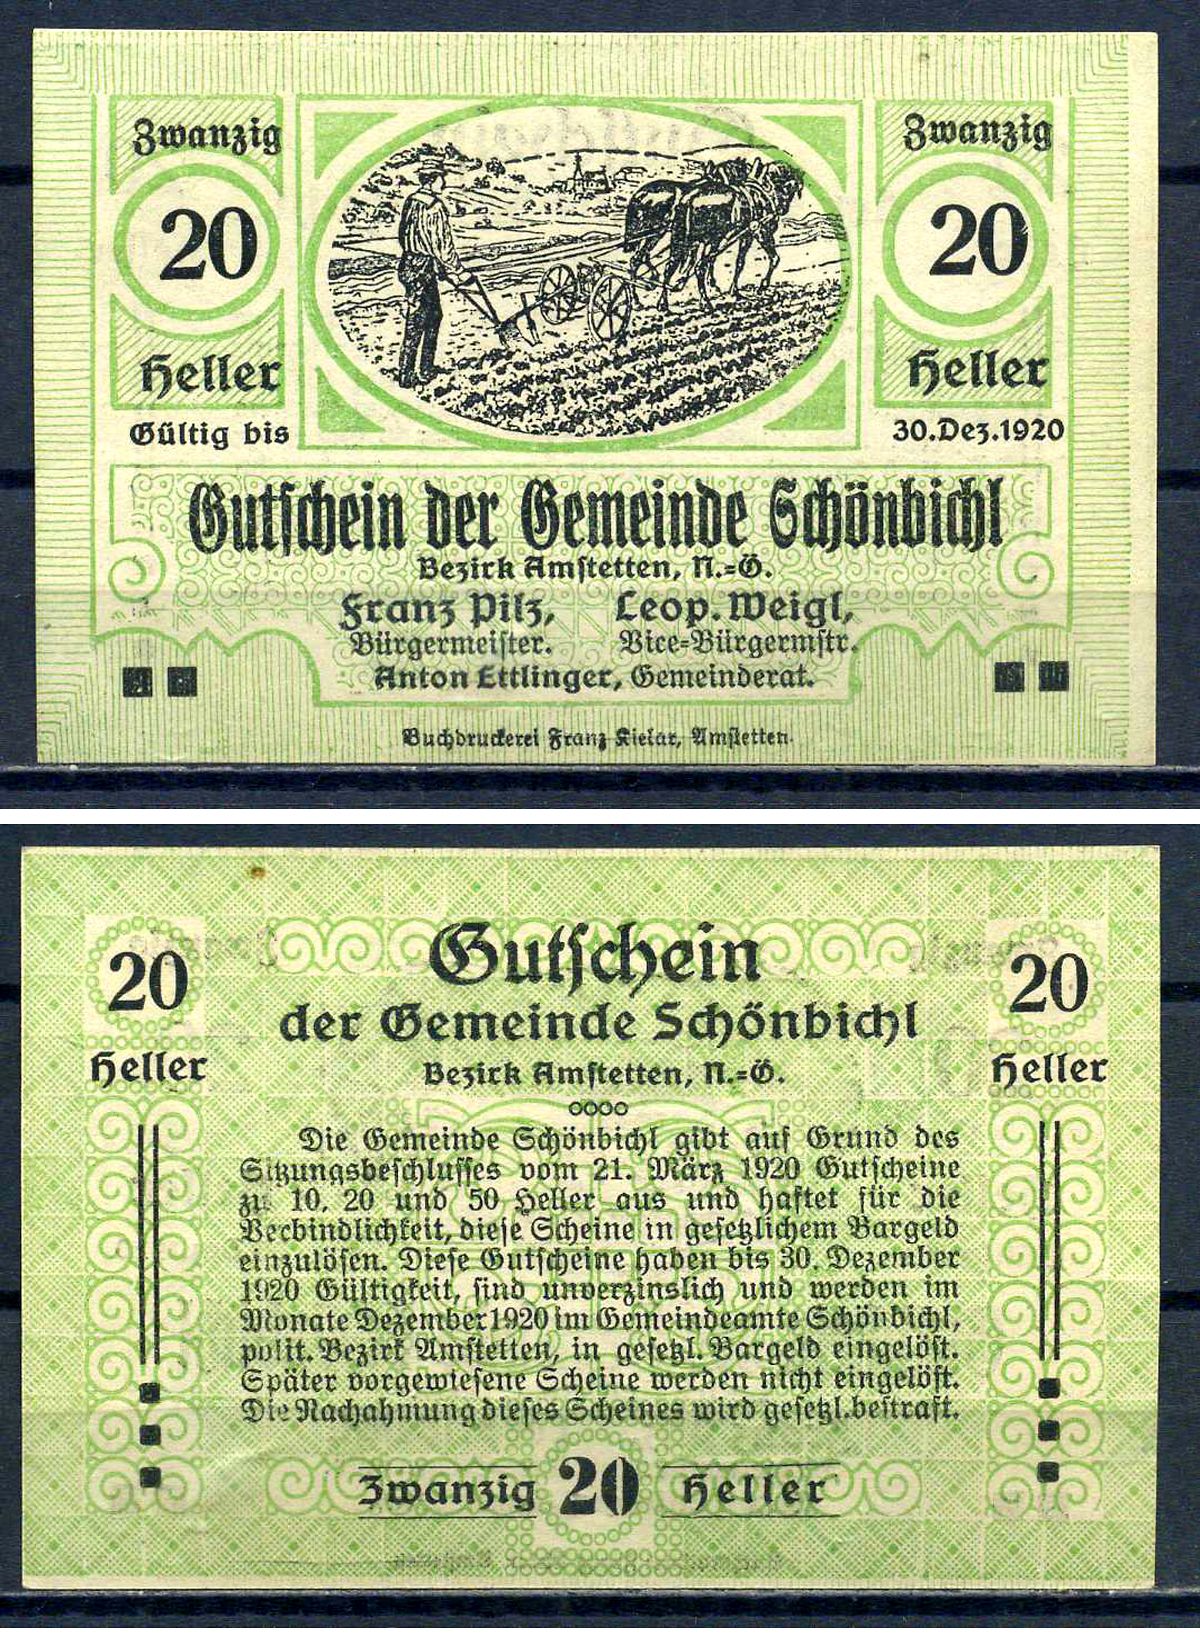 Zwanzig
20
Heller
Gültig bis
Zwanzig
20
Heller
30.Dez.1920
Gutschein der Gemeinde Schönbichl
Bezirk Amstetten, N.=Ö.
Franz Pilz, Leop. Weigl,
Bürgermeister. Vice=Bürgermstr.
Anton Ettlinger, Gemeinderat.
Buchdruckerei Franz Kielar, Amstetten.
20
Heller
20
Heller
Gutschein
der Gemeinde Schönbichl
Bezirk Amstetten, N.=Ö.
Die Gemeinde Schönbichl gibt auf Grund des
Sitzungsbeschlusses vom 21. März 1920 Gutscheine
zu 10, 20 und 50 Heller aus und haftet für die
Verbindlichkeit, diese Scheine in gesetzlichem Bargeld
einzulösen. Diese Gutscheine haben bis 30. Dezember
1920 Gültigkeit, sind unverzinslich und werden im
Monate Dezember 1920 im Gemeindeamte Schönbichl,
polit. Bezirk Amstetten, in gesetzl. Bargeld eingelöst.
Später vorgewiesene Scheine werden nicht eingelöst.
Die Nachahmung dieses Scheines wird gesetzl. bestraft.
Zwanzig 20 Heller